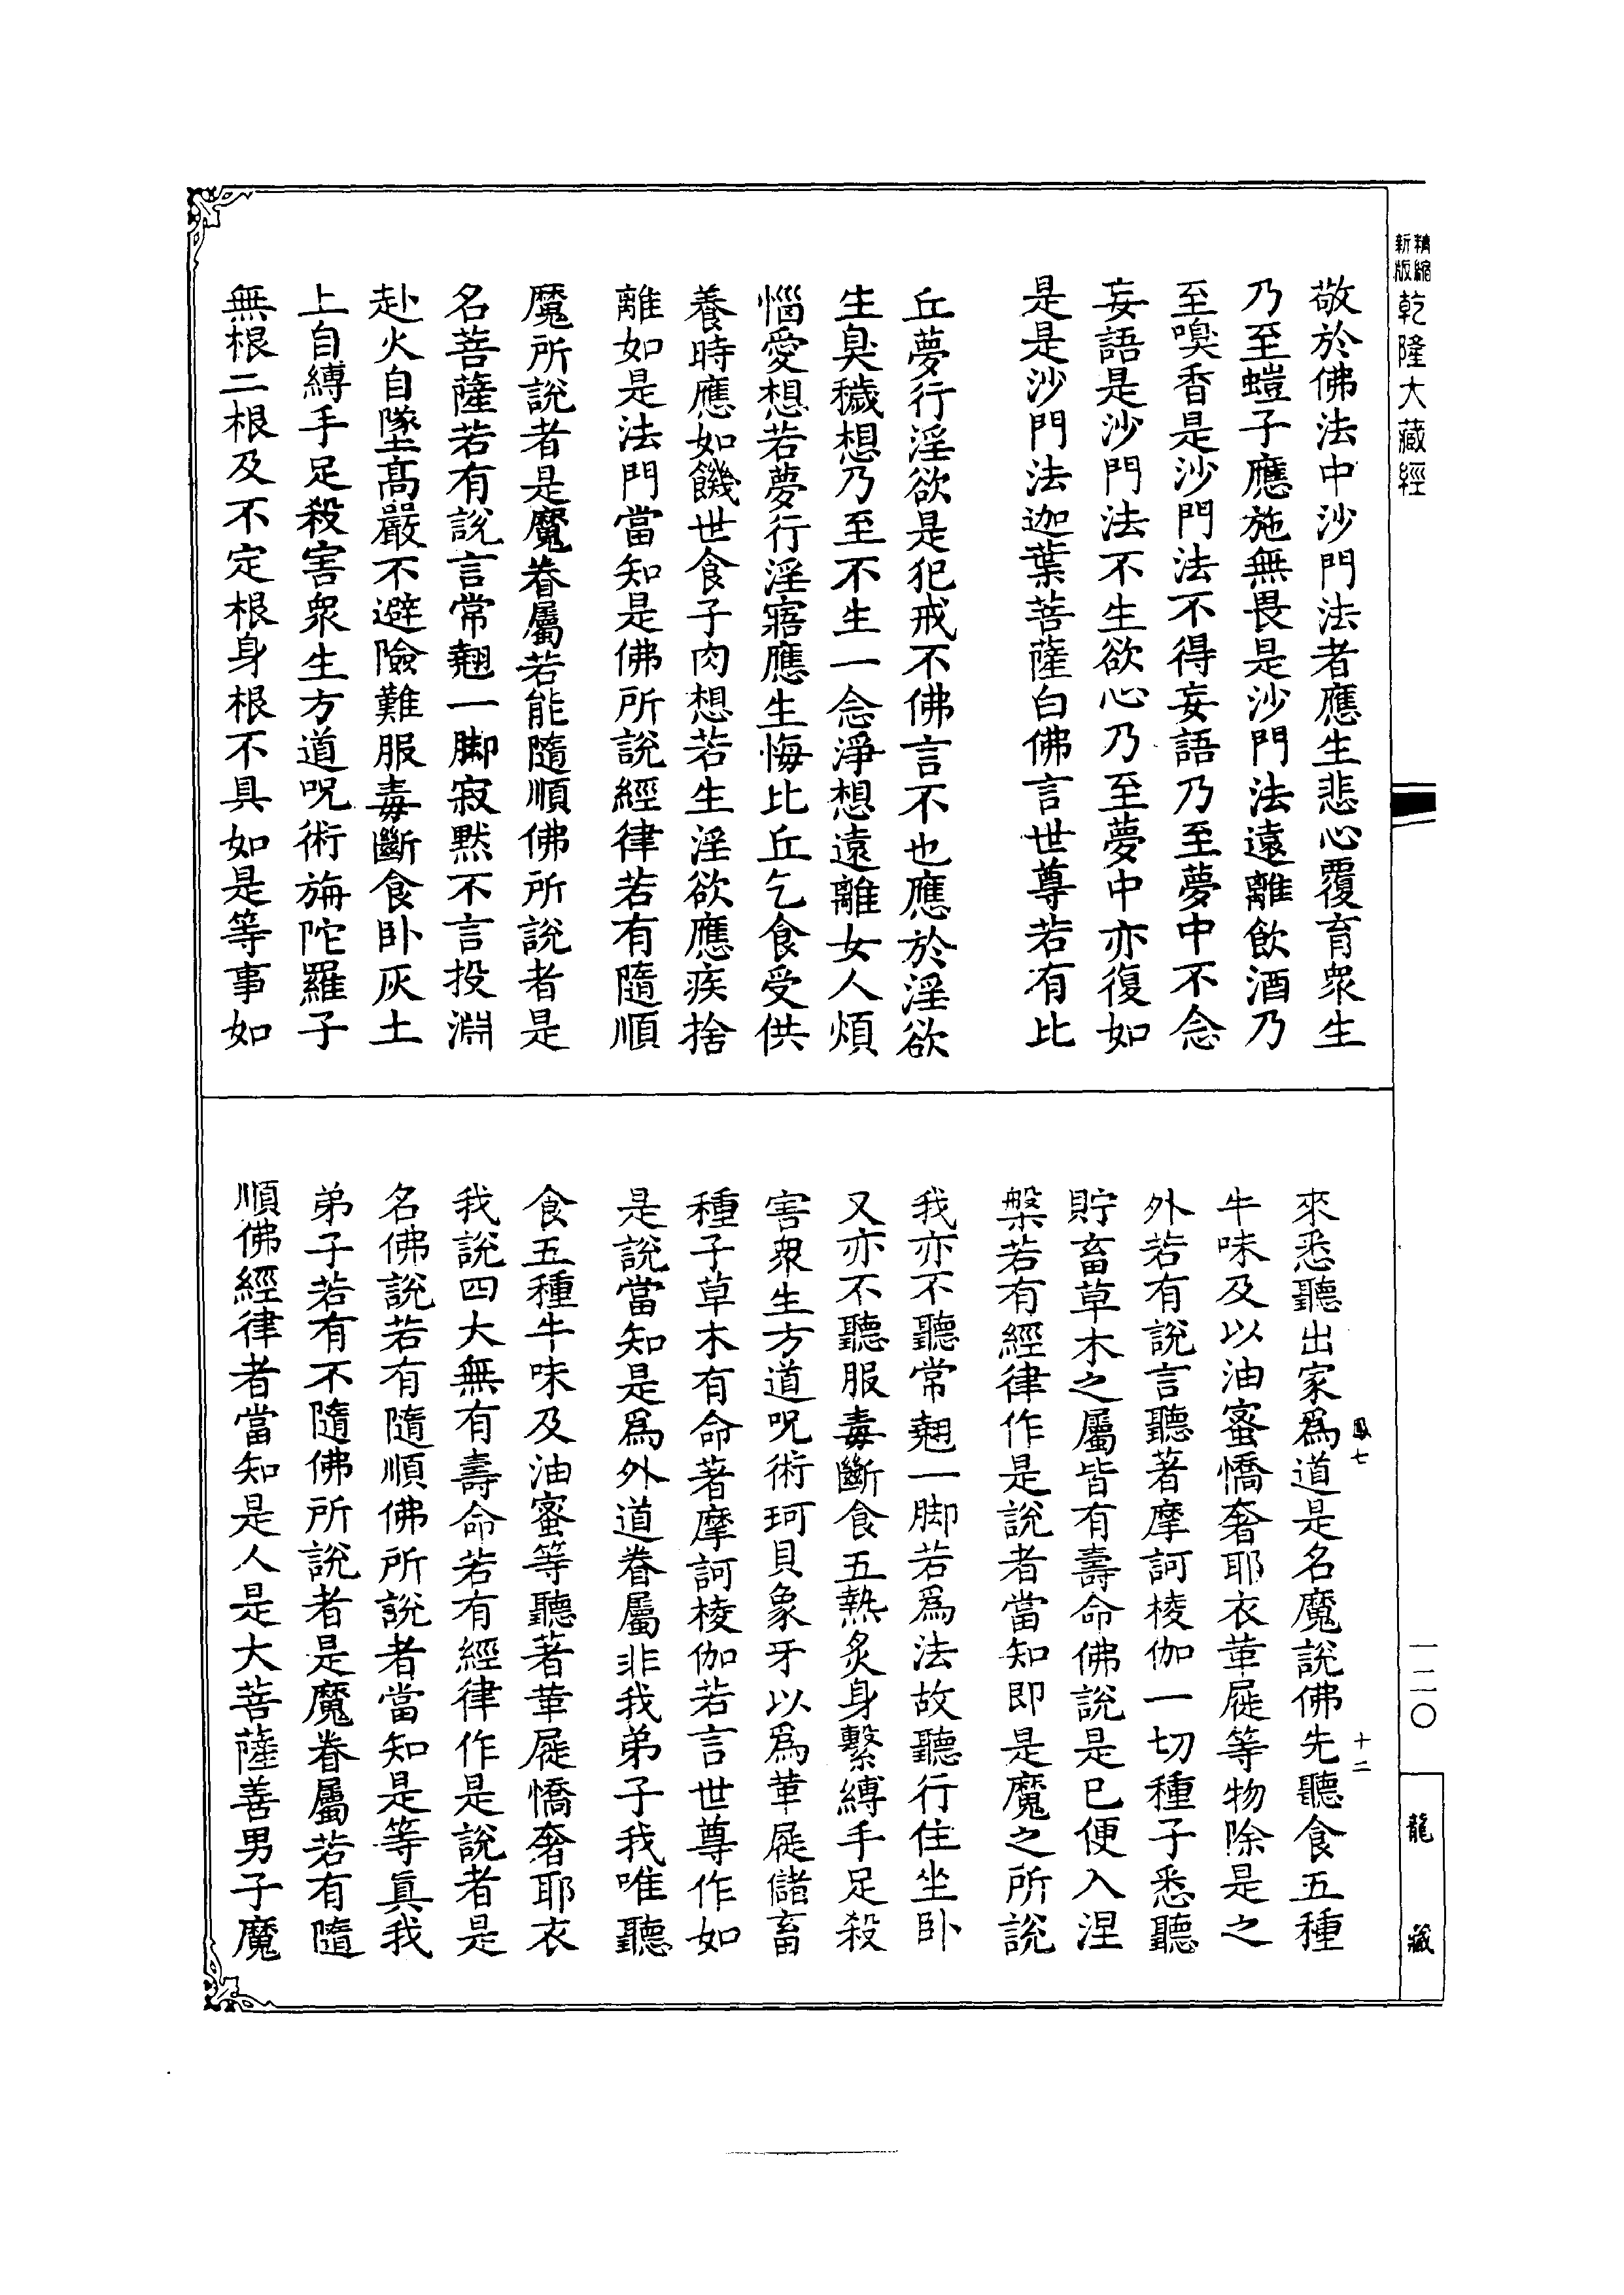 精縮
新版
乾隆大藏經
敬於佛法中沙門法者應生悲心覆育衆生
乃至螘子應施無畏是沙門法遠離飲酒乃
至嗅香是沙門法不得妄語乃至夢中不念
妄語是沙門法不生欲心乃至夢中亦復如
是是沙門法迦葉菩薩白佛言世尊若有比
丘夢行淫欲是犯戒不佛言不也應於淫欲
生臭穢想乃至不生一念淨想遠離女人煩
惱愛想若夢行淫寤應生悔比丘乞食受供
養時應如饑世食子肉想若生淫欲應疾捨
離如是法門當知是佛所說經律若有隨順
魔所說者是魔眷屬若能隨順佛所說者是
名菩薩若有說言常翹一脚寂默不言投淵
赴火自墜高巖不避險難服毒斷食卧灰土
上自縛手足殺害衆生方道呪術旃陀羅子
無根二根及不定根身根不具如是等事如
來悉聽出家爲道是名魔說佛先聽食五種
牛味及以油蜜憍奢耶衣革屣等物除是之
外若有說言聽著摩訶棱伽一切種子悉聽
貯畜草木之屬皆有壽命佛說是已便入涅
槃若有經律作是說者當知即是魔之所說
我亦不聽常翹一脚若爲法故聽行住坐卧
又亦不聽服毒斷食五熱炙身繫縛手足殺
害衆生方道呪術珂貝象牙以爲革屣儲畜
種子草木有命著摩訶棱伽若言世尊作如
是說當知是爲外道眷屬非我弟子我唯聽
食五種牛味及油蜜等聽著革屣憍奢耶衣
我說四大無有壽命若有經律作是說者是
名佛說若有隨順佛所說者當知是等真我
弟子若有不隨佛所說者是魔眷屬若有隨
順佛經律者當知是人是大菩薩善男子魔
鳳七
十二
一二〇
龍藏